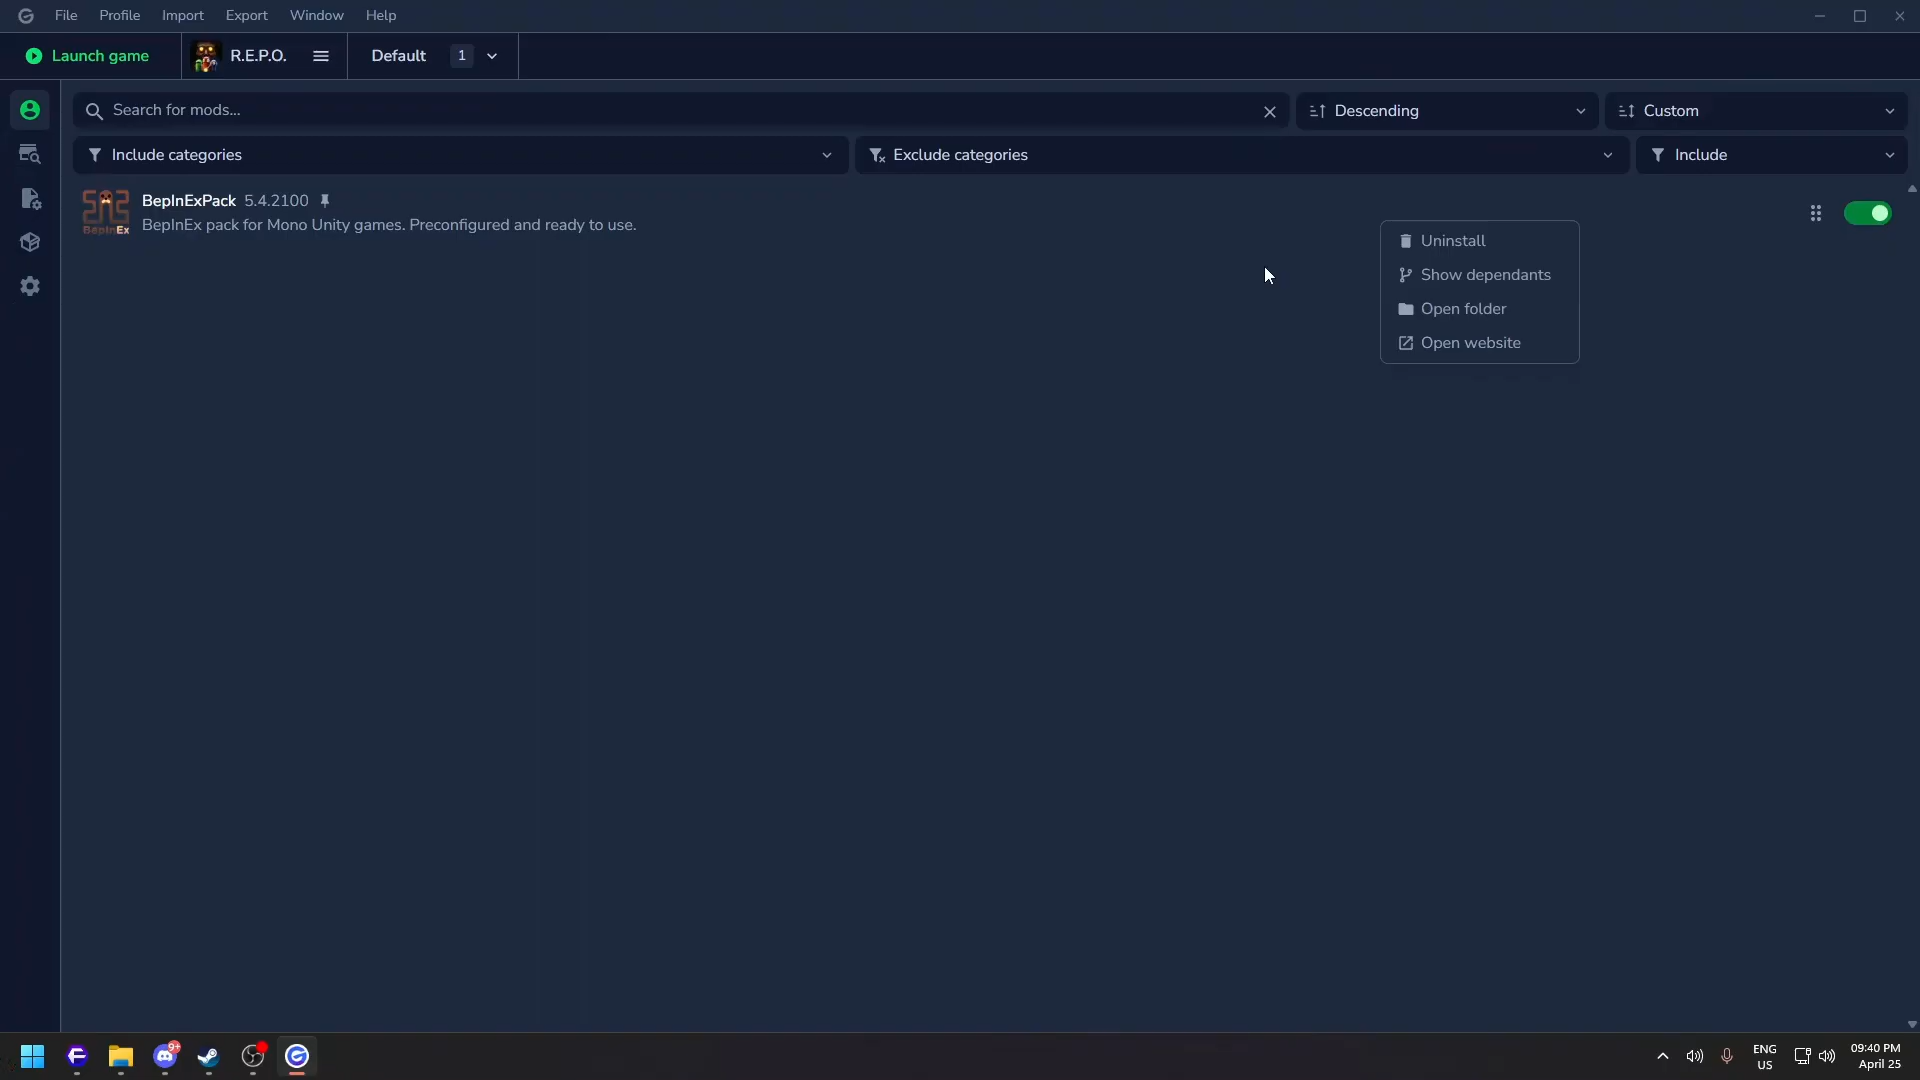 File Profile Import Export Window Help
Launch game R.E.P.O. Default 1
Search for mods... Descending Custom
Include categories Exclude categories Include
BepInExPack 5.4.2100
BepInEx pack for Mono Unity games. Preconfigured and ready to use.
BepInEx
Uninstall
Show dependants
Open folder
Open website
9+
ENG
US
09:40 PM
April 25